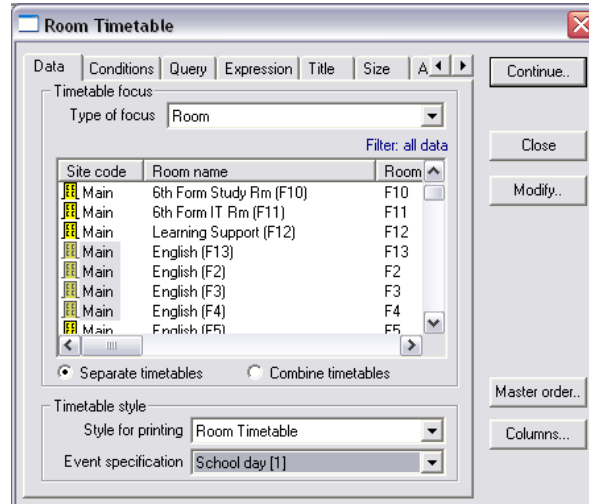 Room Timetable
Data Conditions Query Expression Title Size A
Continue..
Timetable focus
Type of focus Room
Filter: all data
Close
Site code Room name Room
Main 6th Form Study Rm (F10) F10
Modify..
Main 6th Form IT Rm (F11) F11
Main Learning Support (F12) F12
Main English (F13) F13
Main English (F2) F2
Main English (F3) F3
Main English (F4) F4
Main English (F5) F5
Separate timetables Combine timetables
Master order..
Timetable style
Style for printing Room Timetable
Columns...
Event specification School day [1]